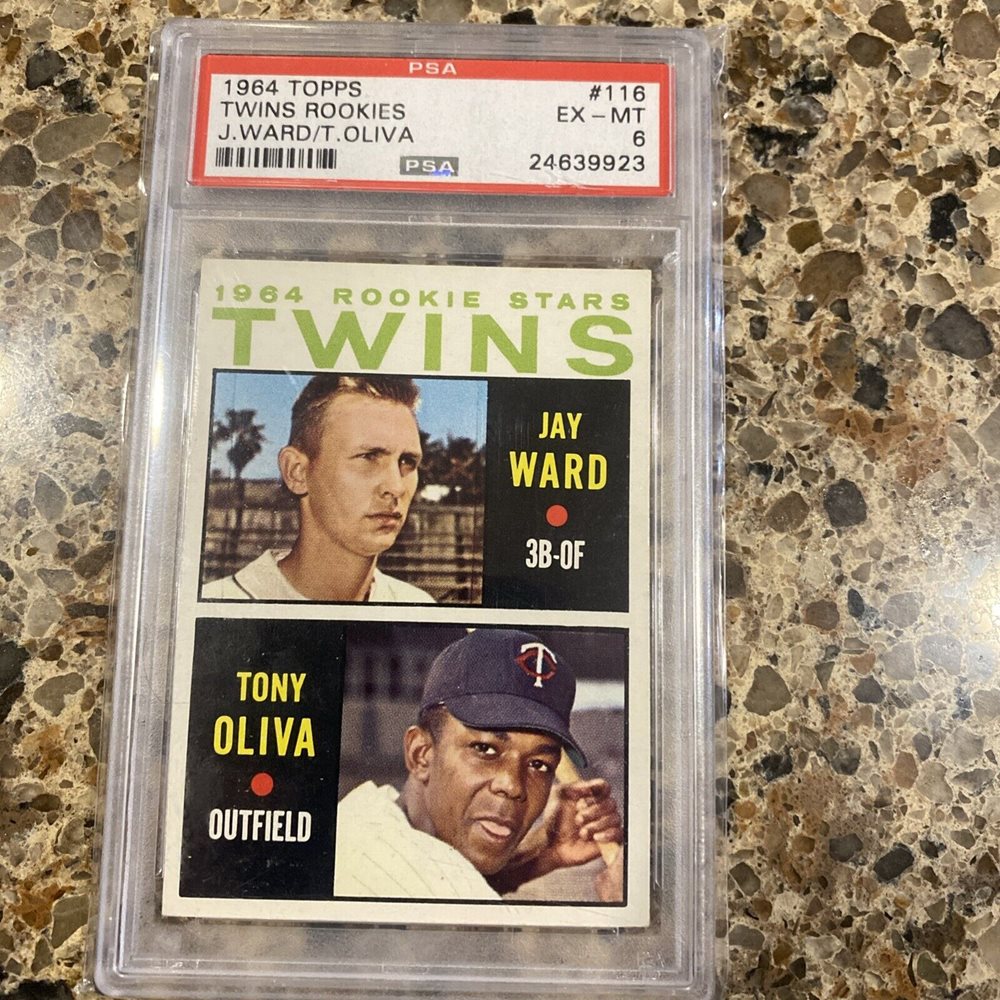 PSA
1964 TOPPS #116
TWINS ROOKIES EX - MT
J.WARD/T.OLIVA 6
PSA 24639923
1964 ROOKIE STARS
TWINS
JAY
WARD
3B-OF
TONY
OLIVA
OUTFIELD
TC